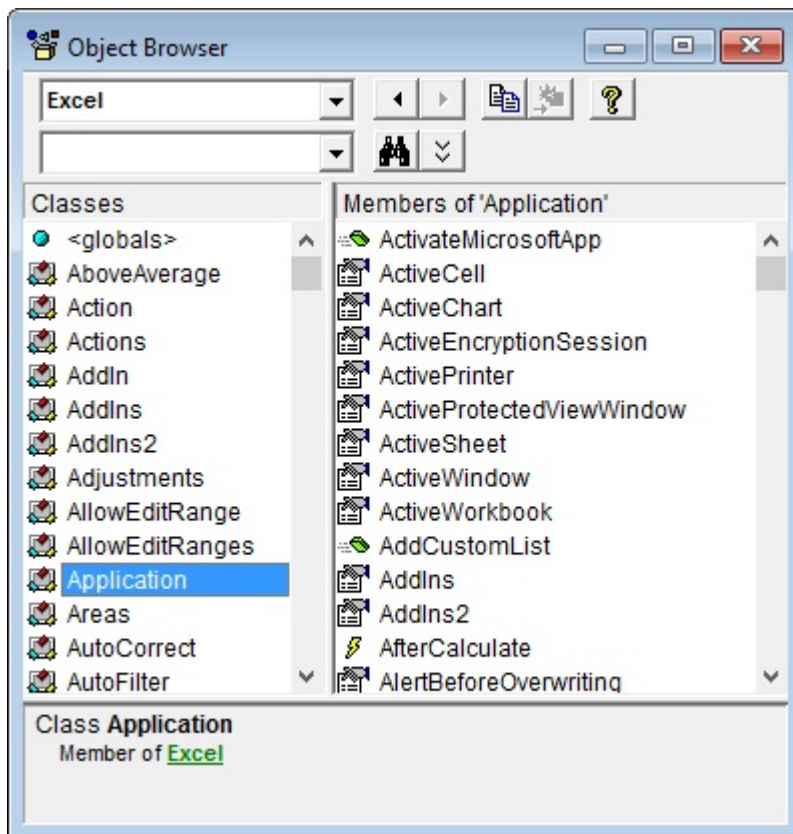 Object Browser
Excel
Classes
Members of 'Application'
<globals>
AboveAverage
Action
Actions
AddIn
AddIns
AddIns2
Adjustments
AllowEditRange
AllowEditRanges
Application
Areas
AutoCorrect
AutoFilter
ActivateMicrosoftApp
ActiveCell
ActiveChart
ActiveEncryptionSession
ActivePrinter
ActiveProtectedViewWindow
ActiveSheet
ActiveWindow
ActiveWorkbook
AddCustomList
AddIns
AddIns2
AfterCalculate
AlertBeforeOverwriting
Class Application
Member of Excel